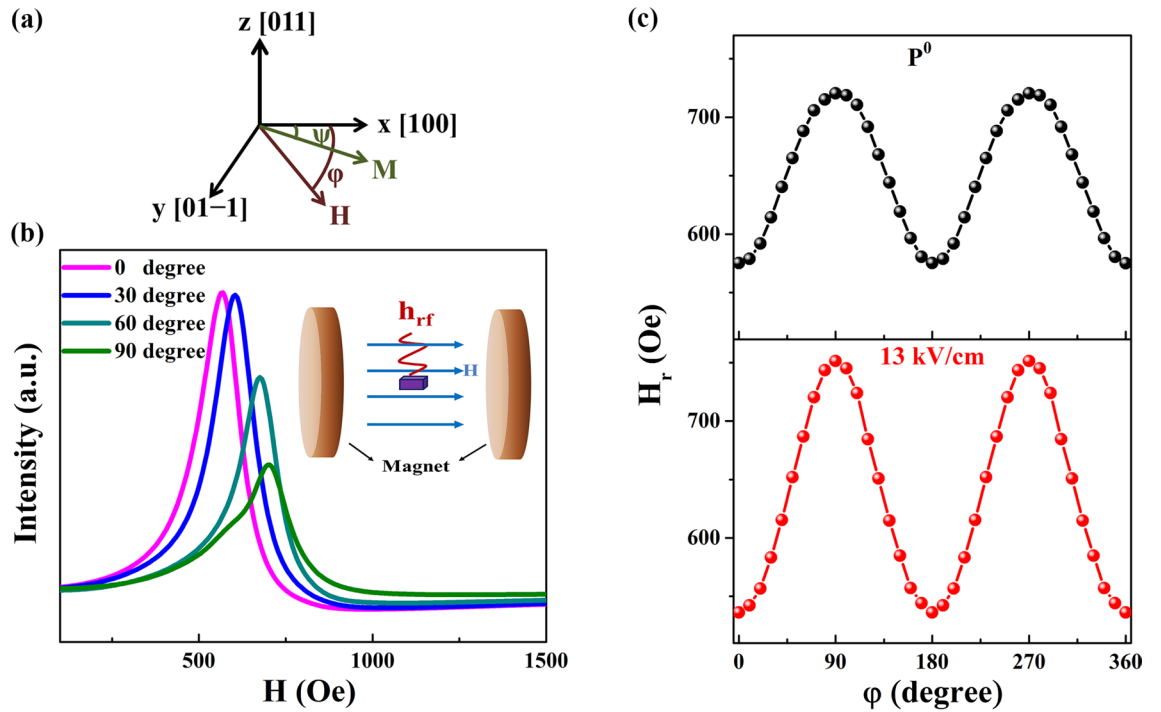 (a)
z [011]
x [100]
ψ
M
φ
H
y [01−1]
(b)
0 degree
30 degree
60 degree
90 degree
h_rf
H
Magnet
Intensity (a.u.)
500
1000
1500
H (Oe)
(c)
P⁰
700
600
13 kV/cm
700
600
H_r (Oe)
0
90
180
270
360
φ (degree)